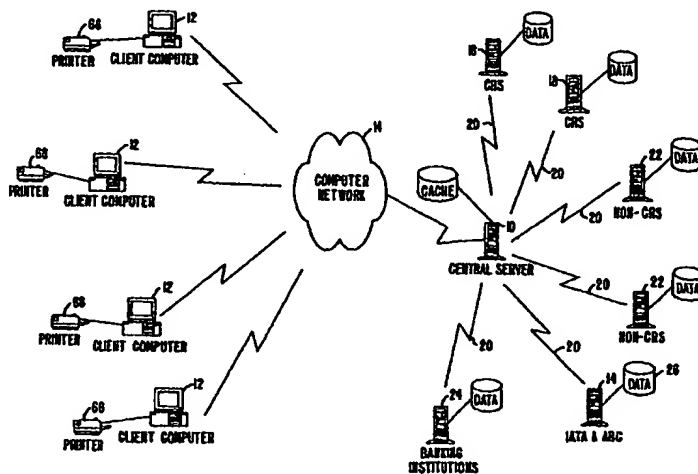 68
PRINTER
12
CLIENT COMPUTER
68
PRINTER
12
CLIENT COMPUTER
68
PRINTER
12
CLIENT COMPUTER
68
PRINTER
12
CLIENT COMPUTER
14
COMPUTER
NETWORK
CACHE
10
CENTRAL SERVER
18
DATA
CRS
20
18
DATA
CRS
20
22
DATA
NON-CRS
20
22
DATA
NON-CRS
20
14
DATA
26
IATA & ARC
20
24
DATA
BANKING
INSTITUTIONS
20